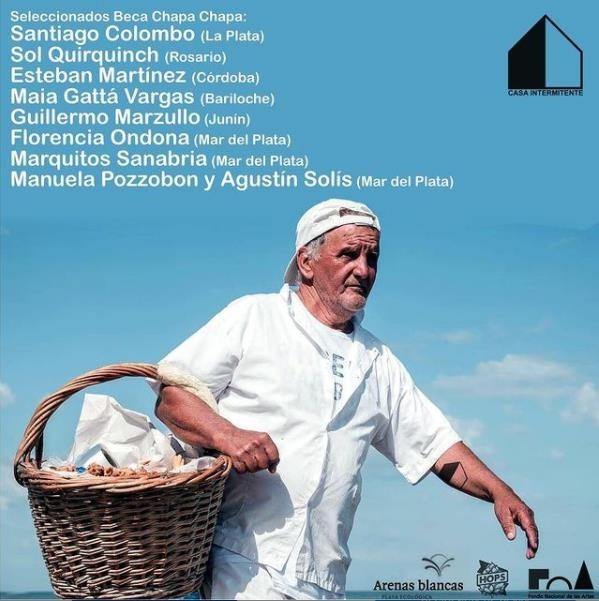 Seleccionados Beca Chapa Chapa:
Santiago Colombo (La Plata)
Sol Quirquinch (Rosario)
Esteban Martínez (Córdoba)
Maia Gattá Vargas (Bariloche)
Guillermo Marzullo (Junín)
Florencia Ondona (Mar del Plata)
Marquitos Sanabria (Mar del Plata)
Manuela Pozzobon y Agustín Solís (Mar del Plata)
CASA INTERMITENTE
Arenas blancas
PLAYA ECOLÓGICA
HOPS
Fondo Nacional de las Artes